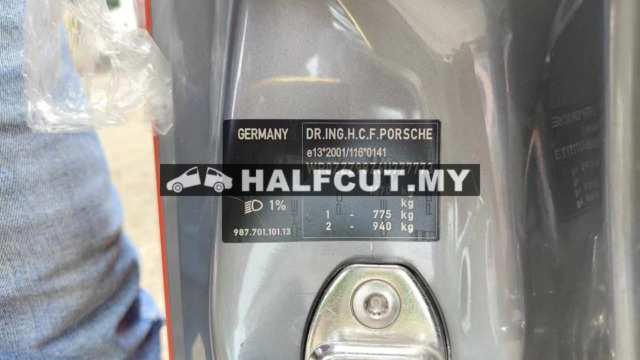 GERMANY
DR.ING.H.C.F.PORSCHE
e13*2001/116*0141
HALFCUT.MY
kg
1%
1 - 775 kg
2 - 940 kg
987.701.101.13